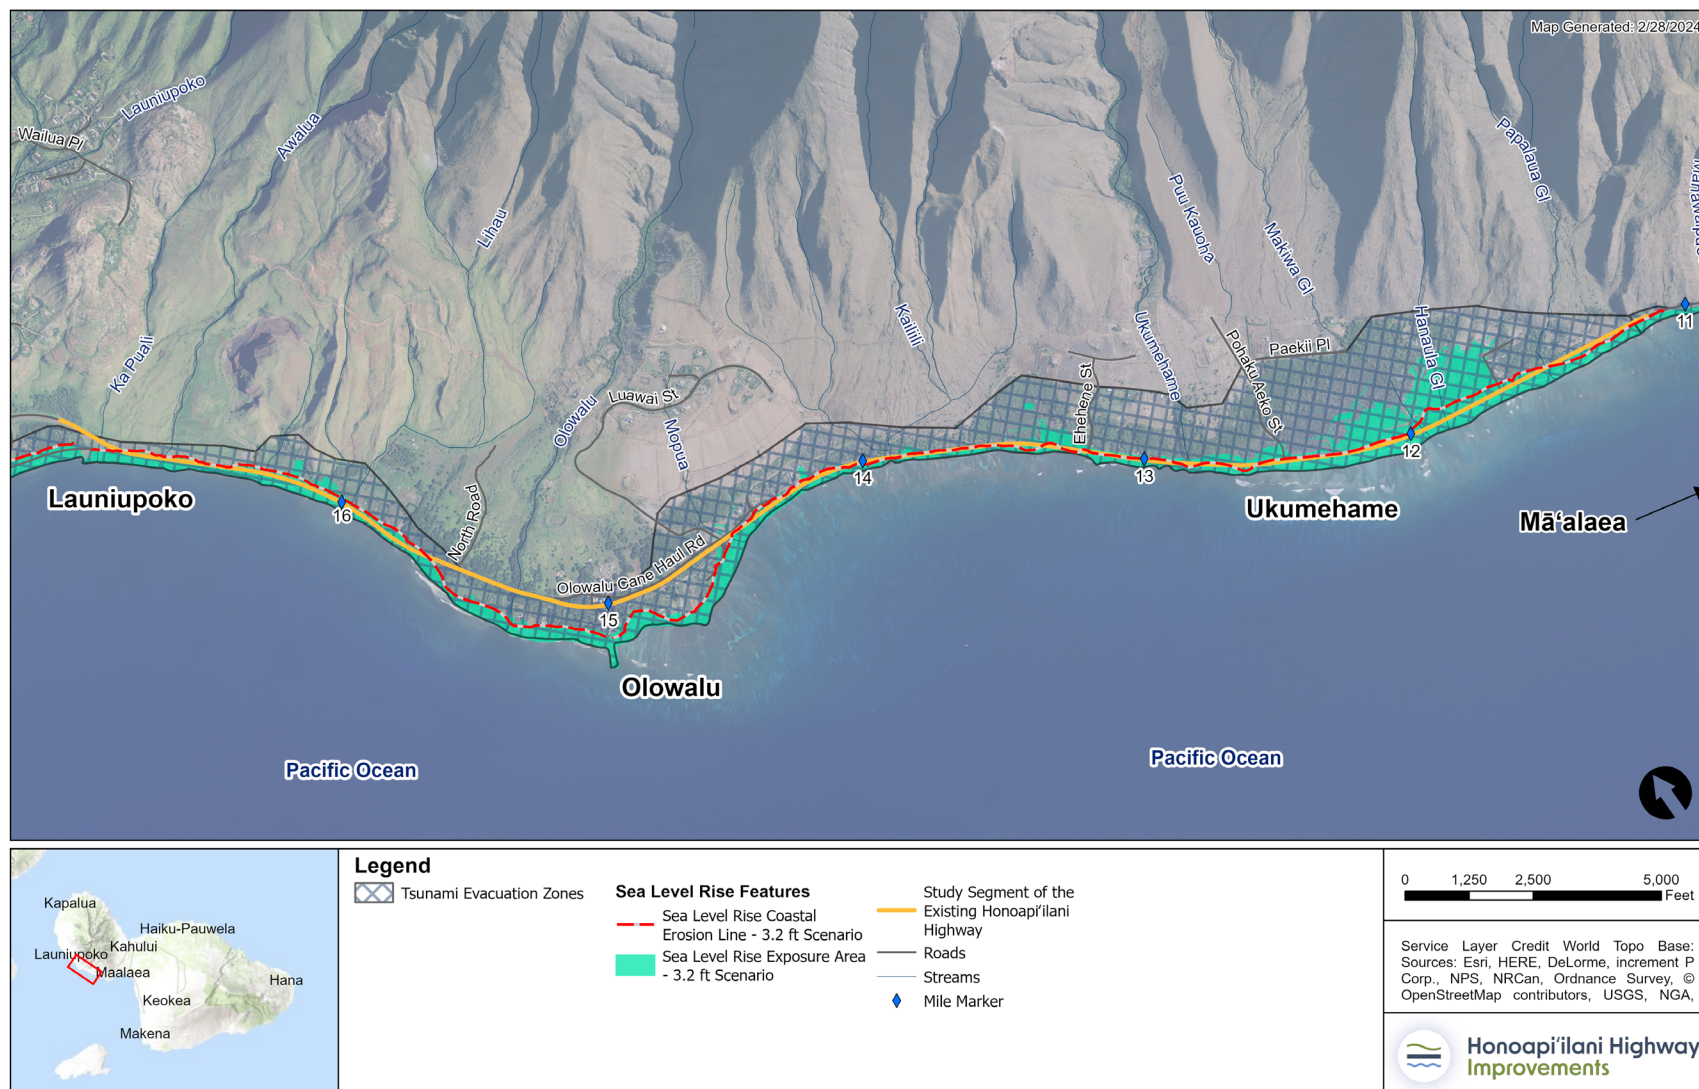 Map Generated: 2/28/2024
Launiupoko
Wailua Pl
Awalua
Lihau
Ka Puali
Olowalu
Luawai St
Mopua
Kailiili
North Road
Olowalu Cane Haul Rd
Ehehene St
Ukumehame
Puu Kauoha
Makiwa Gl
Pohaku Aeko St
Paekii Pl
Hanaula Gl
Papalaua Gl
11
12
13
14
15
16
Launiupoko
Olowalu
Ukumehame
Māʻalaea
Pacific Ocean
Pacific Ocean
Kapalua
Haiku-Pauwela
Kahului
Launiupoko
Maalaea
Hana
Keokea
Makena
Legend
Tsunami Evacuation Zones
Sea Level Rise Features
Sea Level Rise Coastal
Erosion Line - 3.2 ft Scenario
Sea Level Rise Exposure Area
- 3.2 ft Scenario
Study Segment of the
Existing Honoapiʻilani
Highway
Roads
Streams
Mile Marker
0 1,250 2,500 5,000
Feet
Service Layer Credit World Topo Base:
Sources: Esri, HERE, DeLorme, increment P
Corp., NPS, NRCan, Ordnance Survey, ©
OpenStreetMap contributors, USGS, NGA,
Honoapiʻilani Highway
Improvements